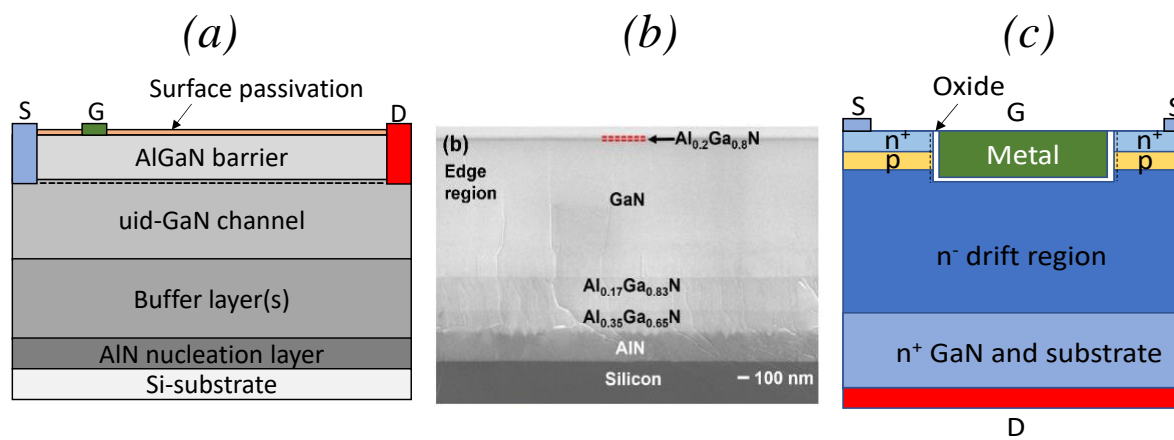 (a)
Surface passivation
S
G
D
AlGaN barrier
uid-GaN channel
Buffer layer(s)
AlN nucleation layer
Si-substrate
(b)
(b)
Al0.2Ga0.8N
Edge
region
GaN
Al0.17Ga0.83N
Al0.35Ga0.65N
AlN
Silicon
100 nm
(c)
Oxide
S
G
S
n+
Metal
n+
p
p
n- drift region
n+ GaN and substrate
D